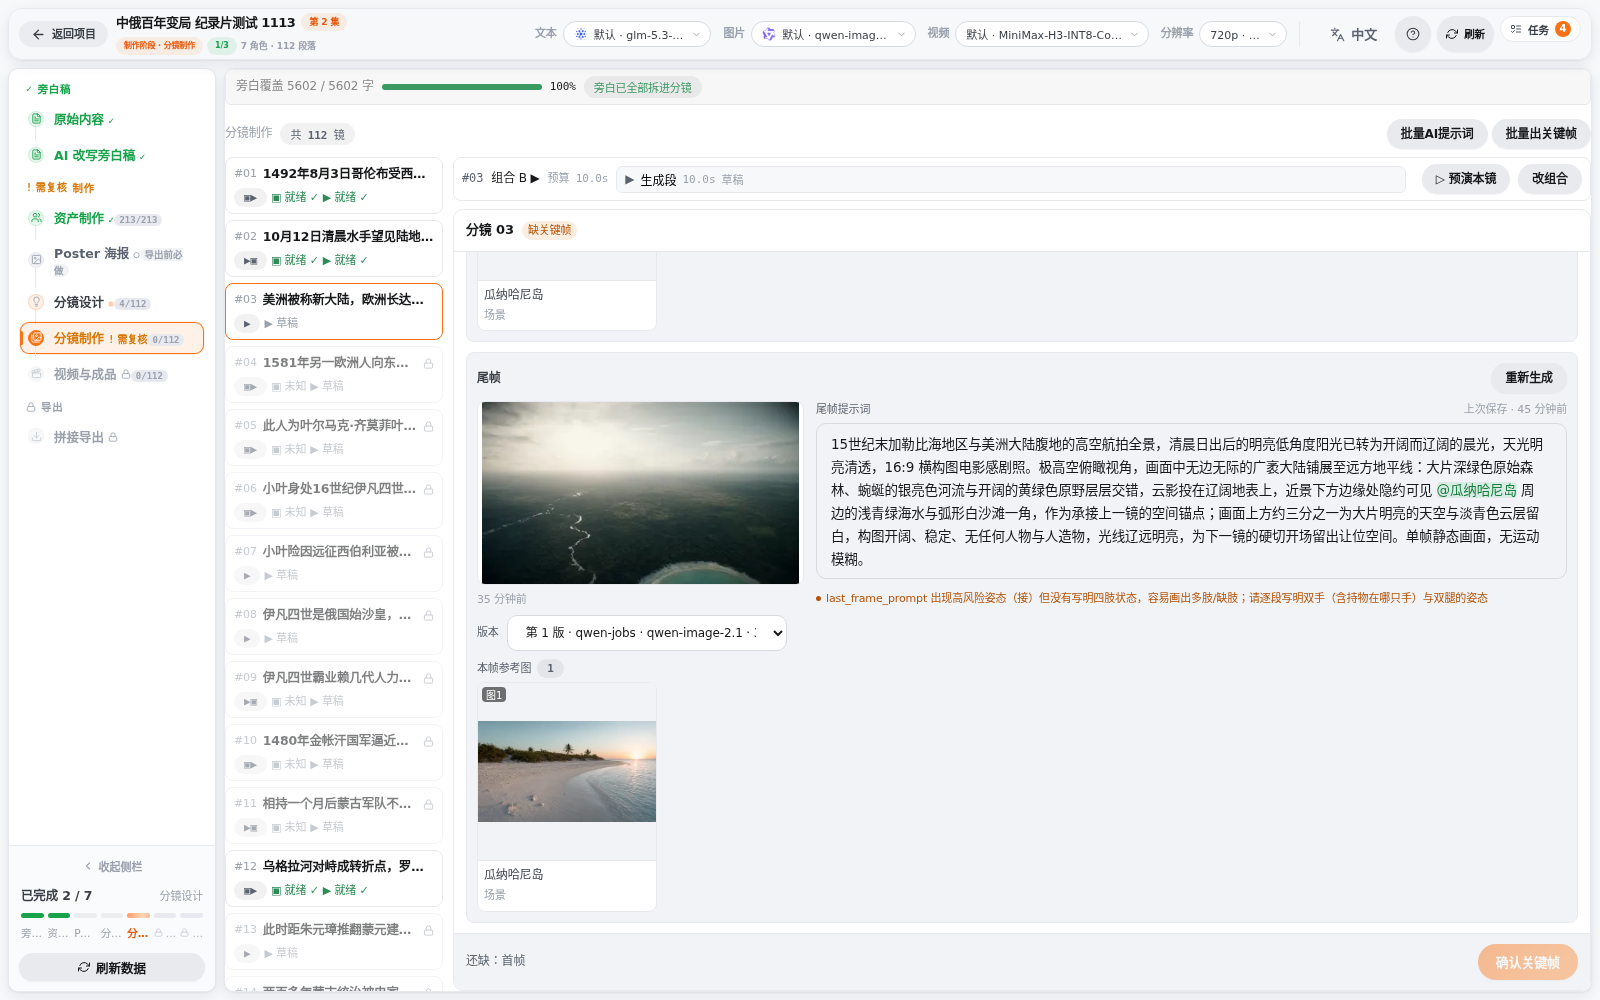 返回项目
中俄百年变局 纪录片测试 1113 第 2 集
制作阶段 · 分镜制作 1/3 7 角色 · 112 段落
文本 默认 · glm-5.3-...
图片 默认 · qwen-imag...
视频 默认 · MiniMax-H3-INT8-Co...
分辨率 720p · ...
中文
刷新
任务 4
旁白稿
原始内容 ✓
AI 改写旁白稿 ✓
! 需复核 制作
资产制作 ✓ 213/213
Poster 海报 ○ 导出前必
做
分镜设计 4/112
分镜制作 ! 需复核 0/112
视频与成品 0/112
导出
拼接导出
收起侧栏
已完成 2 / 7 分镜设计
旁... 资... P... 分... 分... ... ...
刷新数据
旁白覆盖 5602 / 5602 字 100% 旁白已全部拆进分镜
分镜制作 共 112 镜 批量AI提示词 批量出关键帧
#01 1492年8月3日哥伦布受西...
▣▶ ▣ 就绪 ✓ ▶ 就绪 ✓
#02 10月12日清晨水手望见陆地...
▶▣ ▣ 就绪 ✓ ▶ 就绪 ✓
#03 美洲被称新大陆，欧洲长达...
▶ ▶ 草稿
#04 1581年另一欧洲人向东...
▣▶ ▣ 未知 ▶ 草稿
#05 此人为叶尔马克·齐莫菲叶...
▣▶ ▣ 未知 ▶ 草稿
#06 小叶身处16世纪伊凡四世...
▣▶ ▣ 未知 ▶ 草稿
#07 小叶险因远征西伯利亚被...
▶ ▶ 草稿
#08 伊凡四世是俄国始沙皇，...
▶ ▶ 草稿
#09 伊凡四世霸业赖几代人力...
▶▣ ▣ 未知 ▶ 草稿
#10 1480年金帐汗国军逼近...
▣▶ ▣ 未知 ▶ 草稿
#11 相持一个月后蒙古军队不...
▶▣ ▣ 未知 ▶ 草稿
#12 乌格拉河对峙成转折点，罗...
▣▶ ▣ 就绪 ✓ ▶ 就绪 ✓
#13 此时距朱元璋推翻蒙元建...
▶ ▶ 草稿
#03 组合 B ▶ 预算 10.0s ▶ 生成段 10.0s 草稿 ▷ 预演本镜 改组合
分镜 03 缺关键帧
瓜纳哈尼岛
场景
尾帧 重新生成
尾帧提示词 上次保存 · 45 分钟前
15世纪末加勒比海地区与美洲大陆腹地的高空航拍全景，清晨日出后的明亮低角度阳光已转为开阔而辽阔的晨光，天光明
亮清透，16:9 横构图电影感剧照。极高空俯瞰视角，画面中无边无际的广袤大陆铺展至远方地平线：大片深绿色原始森
林、蜿蜒的银亮色河流与开阔的黄绿色原野层层交错，云影投在辽阔地表上，近景下方边缘处隐约可见 @瓜纳哈尼岛 周
边的浅青绿海水与弧形白沙滩一角，作为承接上一镜的空间锚点；画面上方约三分之一为大片明亮的天空与淡青色云层留
白，构图开阔、稳定、无任何人物与人造物，光线辽远明亮，为下一镜的硬切开场留出让位空间。单帧静态画面，无运动
模糊。
last_frame_prompt 出现高风险姿态（接）但没有写明四肢状态，容易画出多肢/缺肢；请逐段写明双手（含持物在哪只手）与双腿的姿态
35 分钟前
版本 第 1 版 · qwen-jobs · qwen-image-2.1 ·
本帧参考图 1
图1
瓜纳哈尼岛
场景
还缺：首帧 确认关键帧